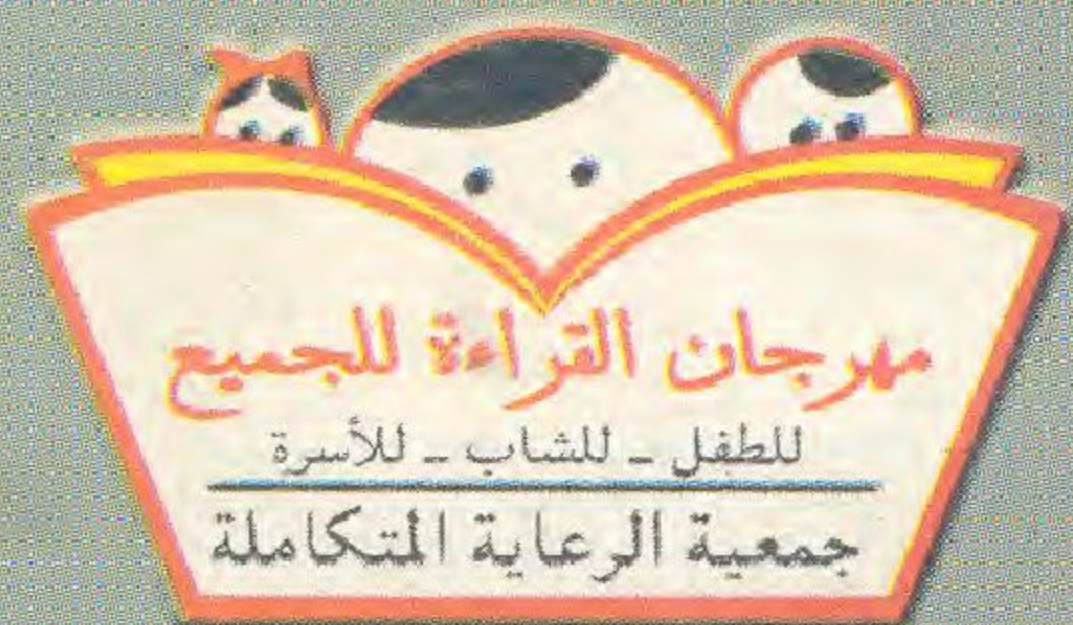 مهرجان القراءة للجميع
للطفل - للشاب - للأسرة
جمعية الرعاية المتكاملة